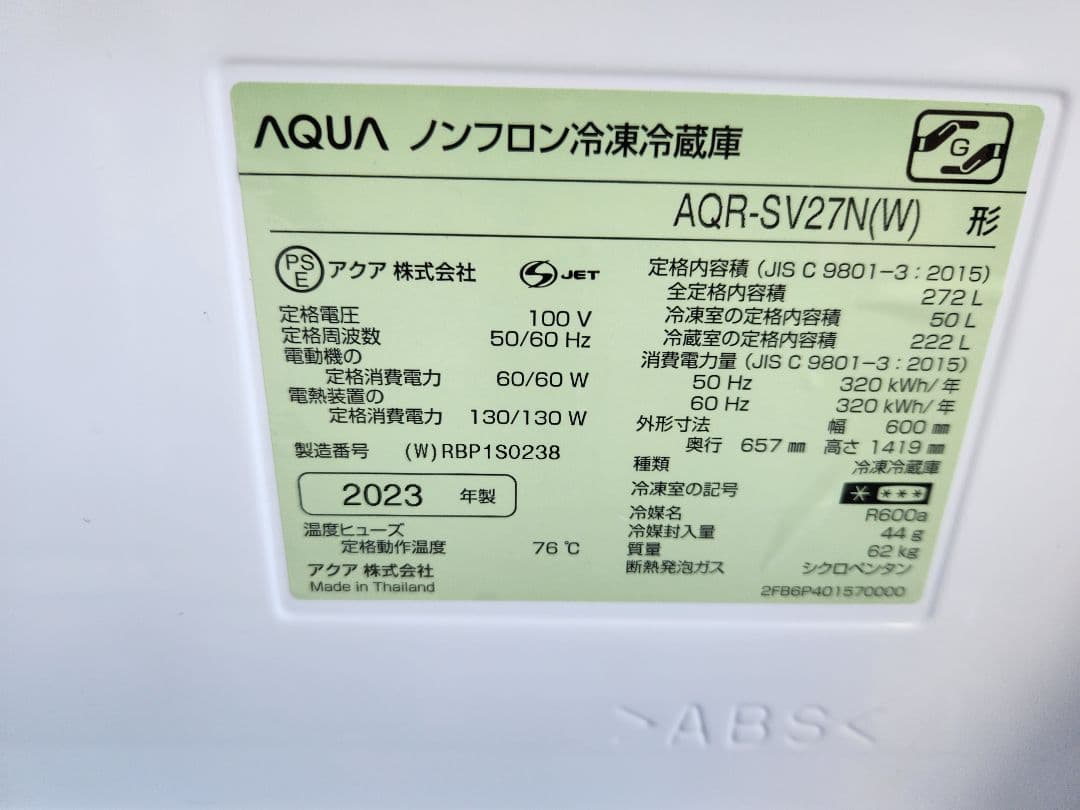 AQUA ノンフロン冷凍冷蔵庫
G
AQR-SV27N(W) 形
PS
E
アクア 株式会社
S JET
定格電圧 100 V
定格周波数 50/60 Hz
電動機の
定格消費電力 60/60 W
電熱装置の
定格消費電力 130/130 W
製造番号 (W)RBP1S0238
2023 年製
温度ヒューズ
定格動作温度 76 ℃
アクア 株式会社
Made in Thailand
定格内容積 (JIS C 9801-3:2015)
全定格内容積 272 L
冷凍室の定格内容積 50 L
冷蔵室の定格内容積 222 L
消費電力量 (JIS C 9801-3:2015)
50 Hz 320 kWh/年
60 Hz 320 kWh/年
外形寸法 幅 600 ㎜
奥行 657 ㎜ 高さ 1419 ㎜
種類 冷凍冷蔵庫
冷凍室の記号 * ***
冷媒名 R600a
冷媒封入量 44 g
質量 62 kg
断熱発泡ガス シクロペンタン
2FB6P401570000
>ABS<